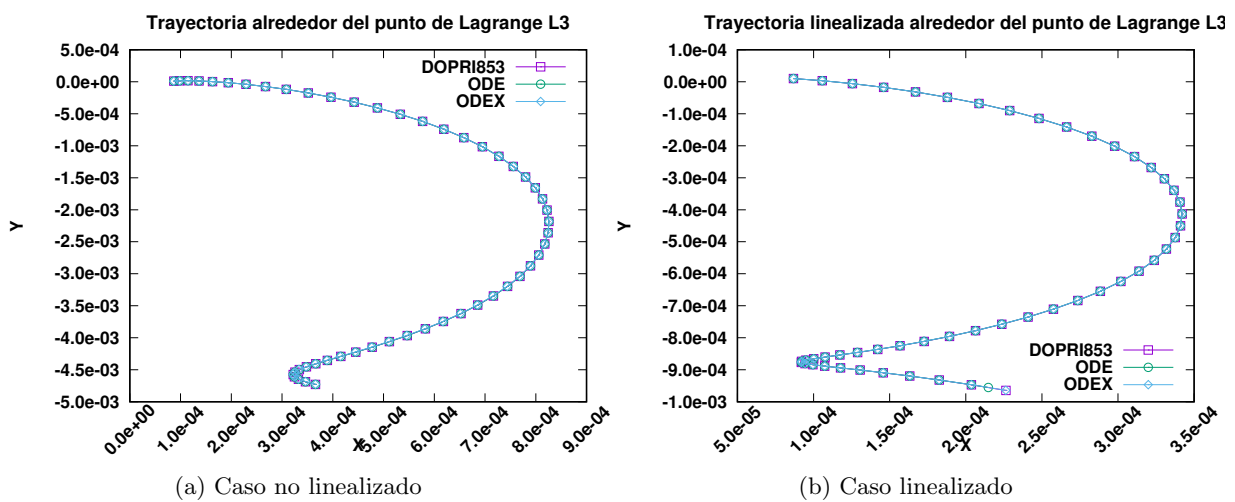 Trayectoria alrededor del punto de Lagrange L3
5.0e-04
0.0e+00
-5.0e-04
-1.0e-03
-1.5e-03
-2.0e-03
-2.5e-03
-3.0e-03
-3.5e-03
-4.0e-03
-4.5e-03
-5.0e-03
Y
DOPRI853
ODE
ODEX
0.0e+00
1.0e-04
2.0e-04
3.0e-04
4.0e-04
5.0e-04
6.0e-04
7.0e-04
8.0e-04
9.0e-04
X
(a) Caso no linealizado
Trayectoria linealizada alrededor del punto de Lagrange L3
1.0e-04
0.0e+00
-1.0e-04
-2.0e-04
-3.0e-04
-4.0e-04
-5.0e-04
-6.0e-04
-7.0e-04
-8.0e-04
-9.0e-04
-1.0e-03
Y
DOPRI853
ODE
ODEX
5.0e-05
1.0e-04
1.5e-04
2.0e-04
2.5e-04
3.0e-04
3.5e-04
(b) Caso linealizado